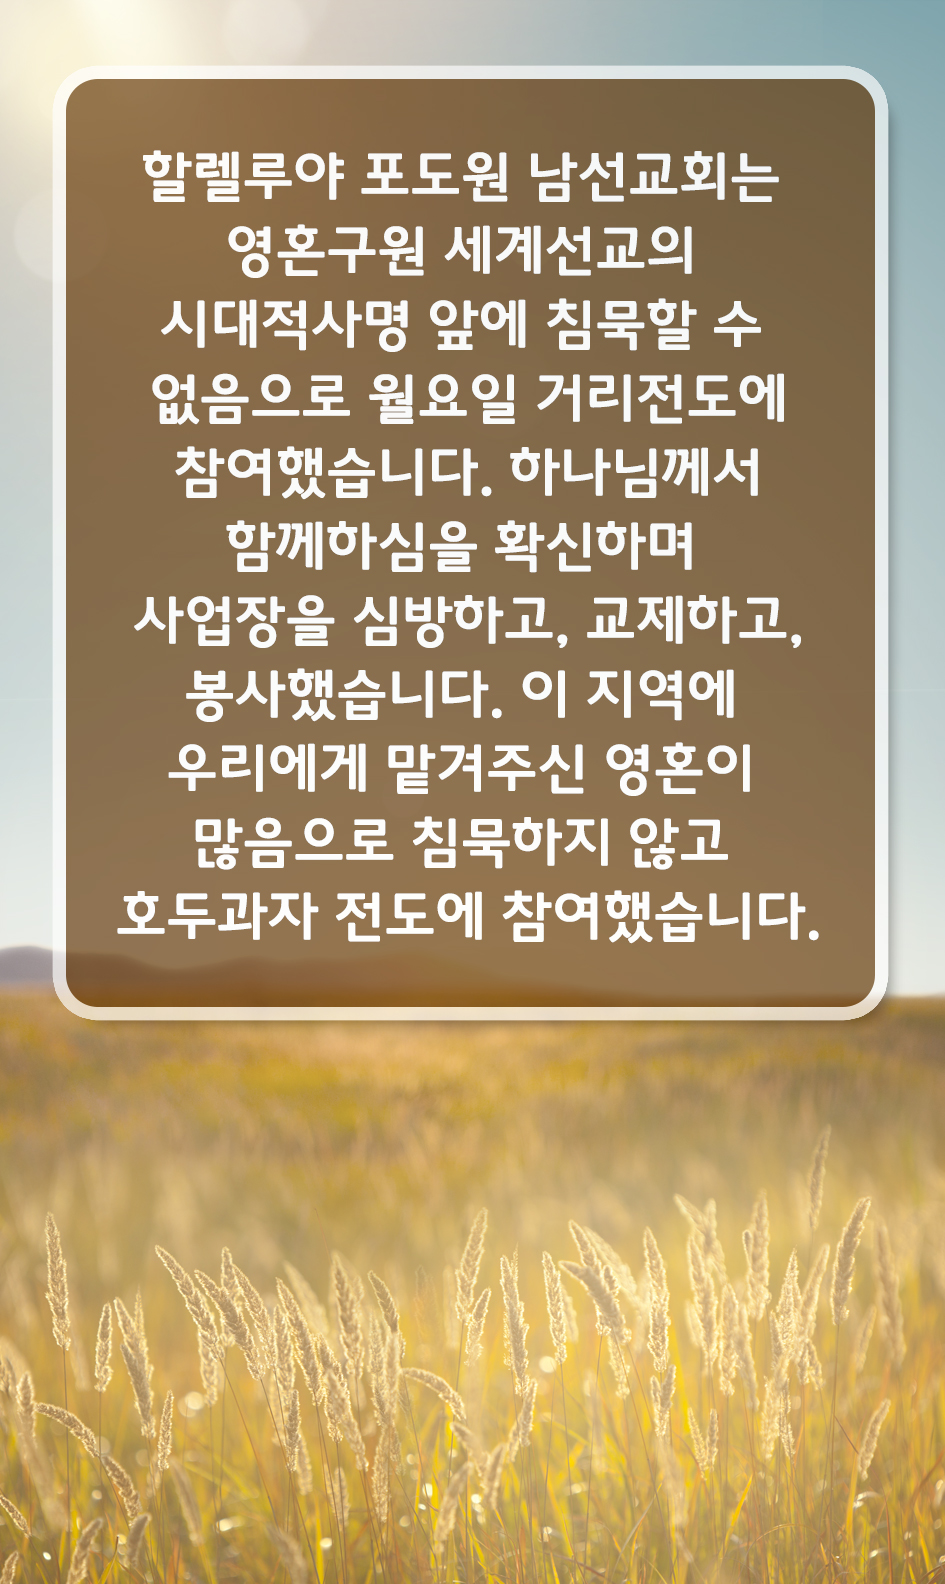 할렐루야 포도원 남선교회는
영혼구원 세계선교의
시대적사명 앞에 침묵할 수
없음으로 월요일 거리전도에
참여했습니다. 하나님께서
함께하심을 확신하며
사업장을 심방하고, 교제하고,
봉사했습니다. 이 지역에
우리에게 맡겨주신 영혼이
많음으로 침묵하지 않고
호두과자 전도에 참여했습니다.